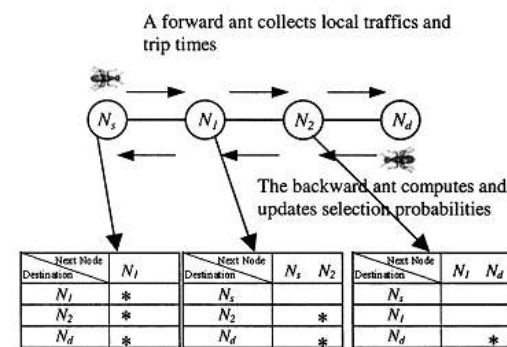 A forward ant collects local traffics and
trip times
Ns N1 N2 Nd
The backward ant computes and
updates selection probabilities
Next Node
Destination
N1
N1 *
N2 *
Nd *
Next Node
Destination
Ns N2
Ns
N2 *
Nd *
Next Node
Destination
N1 Nd
Ns
N1
Nd *